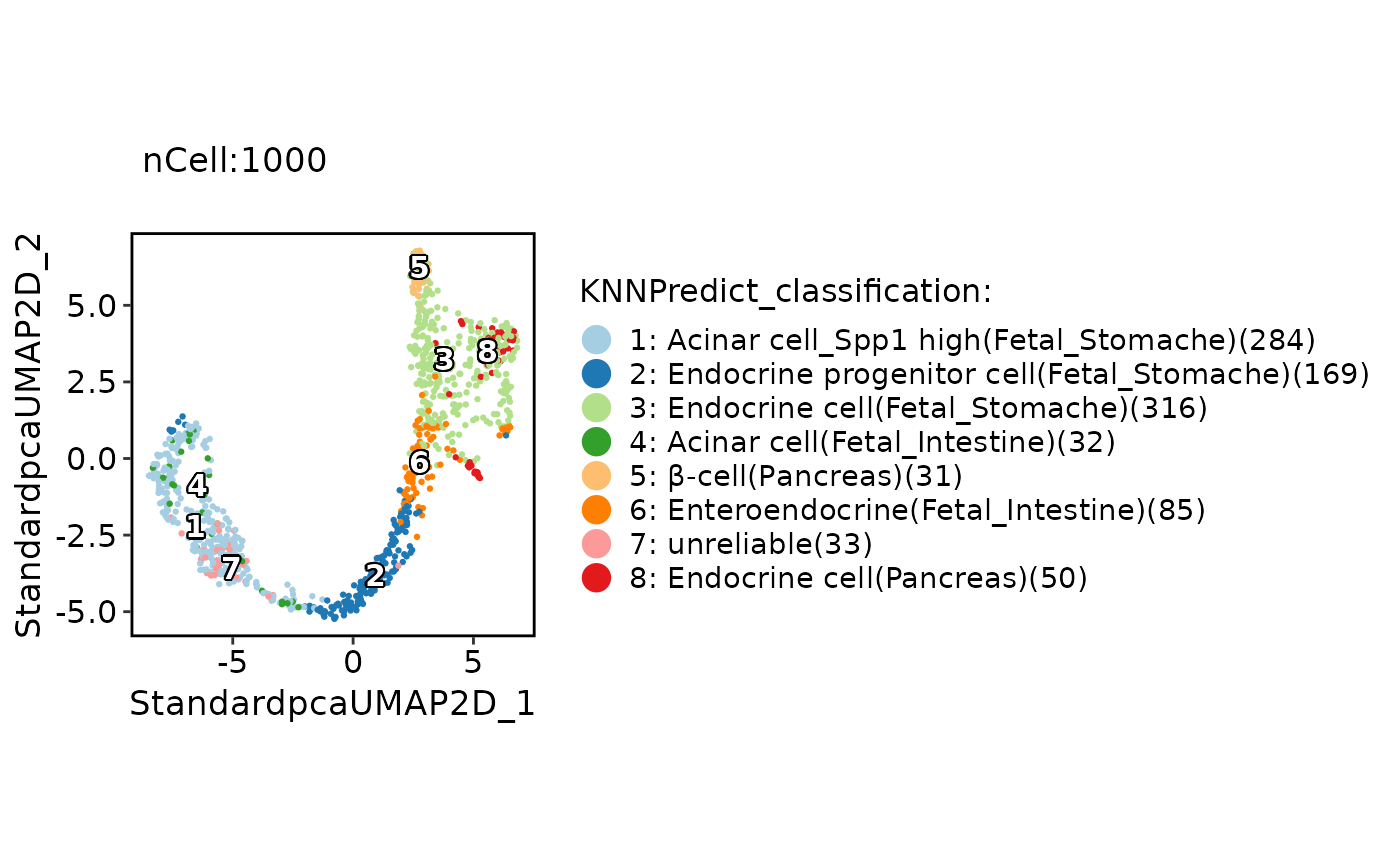 nCell:1000
StandardpcaUMAP2D_2
5.0
2.5
0.0
-2.5
-5.0
5
3
8
6
4
1
7
2
-5
0
5
StandardpcaUMAP2D_1
KNNPredict_classification:
1: Acinar cell_Spp1 high(Fetal_Stomache)(284)
2: Endocrine progenitor cell(Fetal_Stomache)(169)
3: Endocrine cell(Fetal_Stomache)(316)
4: Acinar cell(Fetal_Intestine)(32)
5: β-cell(Pancreas)(31)
6: Enteroendocrine(Fetal_Intestine)(85)
7: unreliable(33)
8: Endocrine cell(Pancreas)(50)